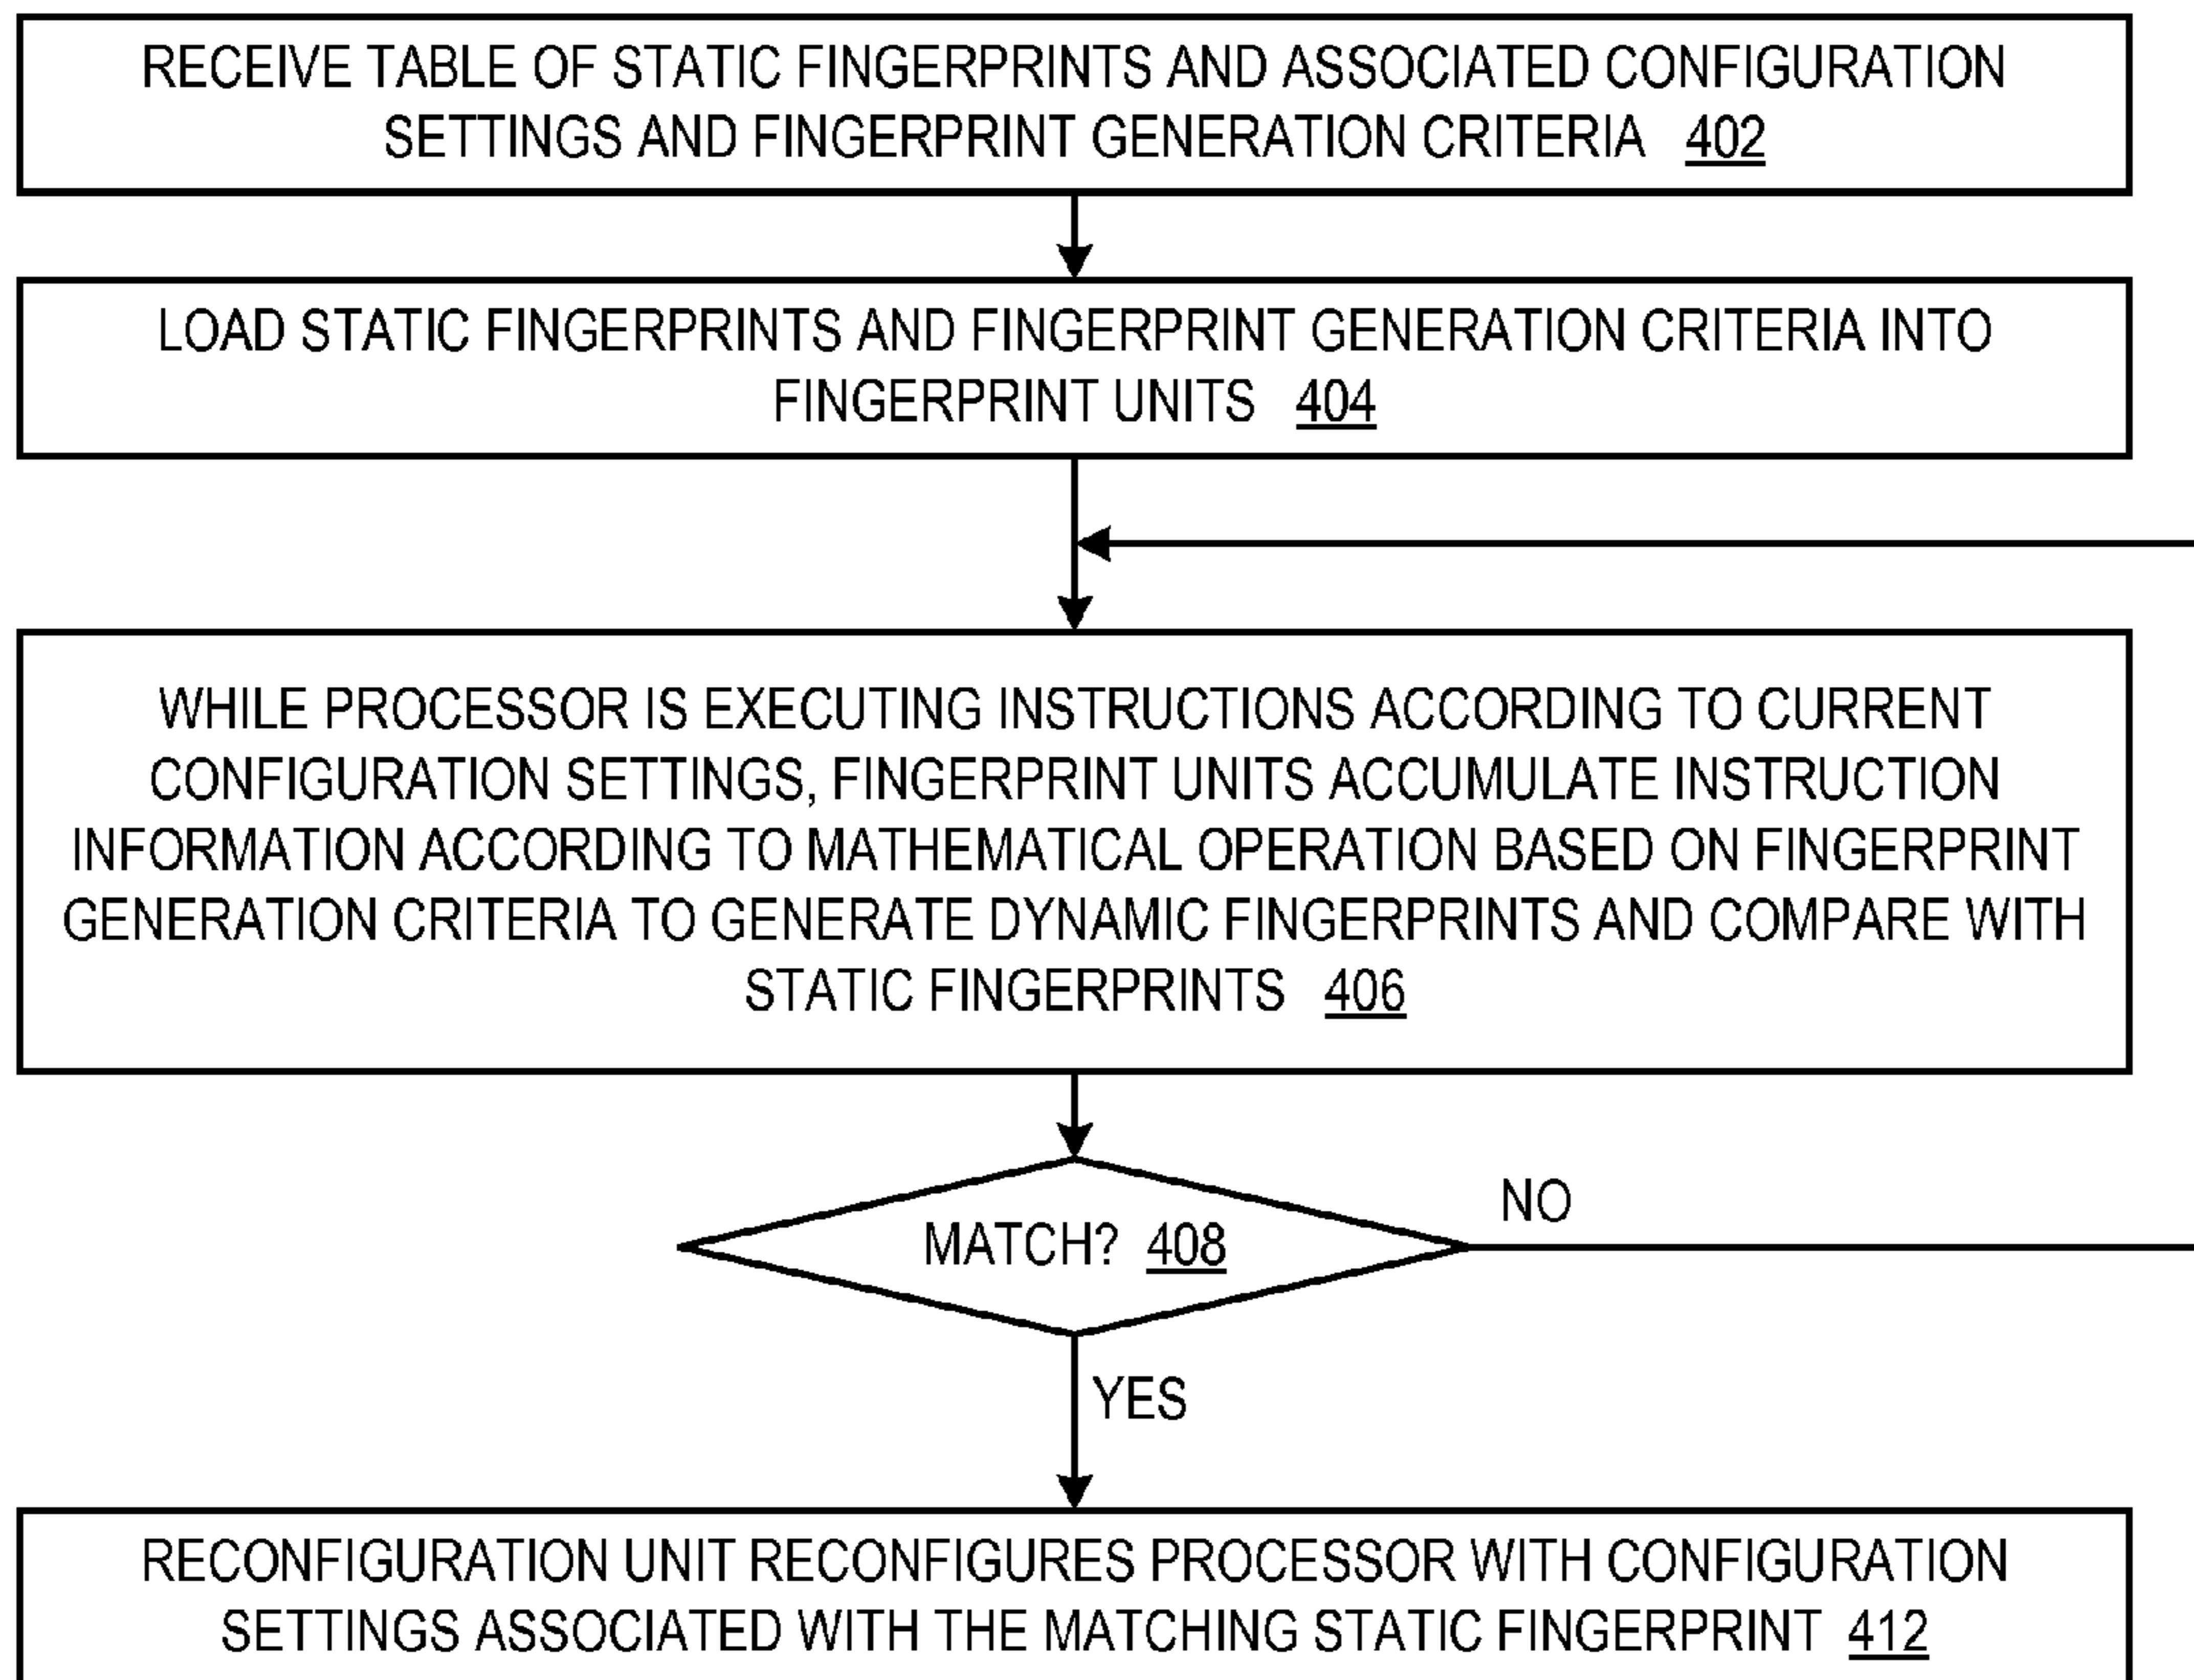 RECEIVE TABLE OF STATIC FINGERPRINTS AND ASSOCIATED CONFIGURATION
SETTINGS AND FINGERPRINT GENERATION CRITERIA 402
LOAD STATIC FINGERPRINTS AND FINGERPRINT GENERATION CRITERIA INTO
FINGERPRINT UNITS 404
WHILE PROCESSOR IS EXECUTING INSTRUCTIONS ACCORDING TO CURRENT
CONFIGURATION SETTINGS, FINGERPRINT UNITS ACCUMULATE INSTRUCTION
INFORMATION ACCORDING TO MATHEMATICAL OPERATION BASED ON FINGERPRINT
GENERATION CRITERIA TO GENERATE DYNAMIC FINGERPRINTS AND COMPARE WITH
STATIC FINGERPRINTS 406
MATCH? 408
NO
YES
RECONFIGURATION UNIT RECONFIGURES PROCESSOR WITH CONFIGURATION
SETTINGS ASSOCIATED WITH THE MATCHING STATIC FINGERPRINT 412